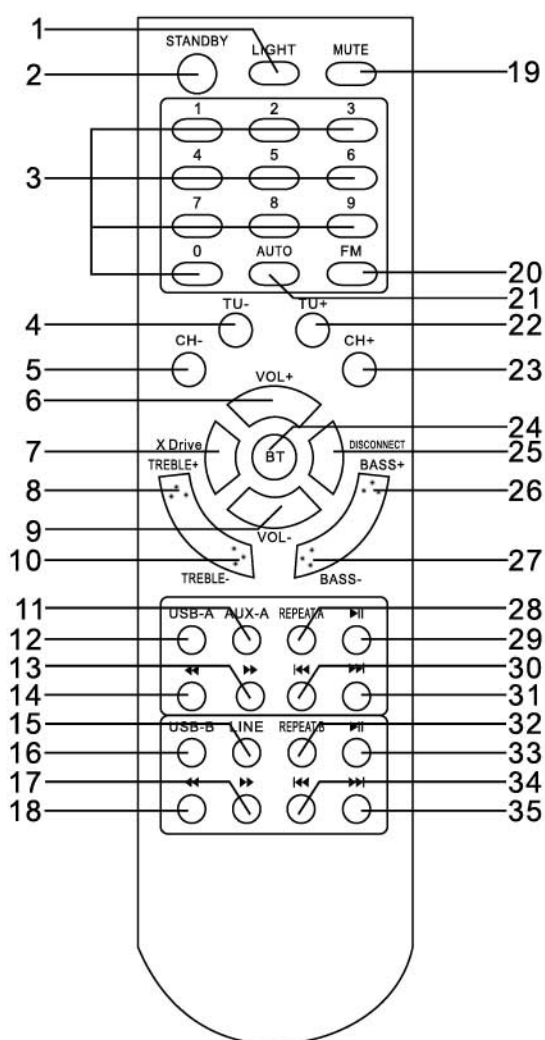 1 STANDBY LIGHT MUTE
2 19
1 2 3
4 5 6
3
7 8 9
0 AUTO FM
20
21
TU- TU+
4 22
CH- CH+
5 23
VOL+
6
24
7 X Drive BT DISCONNECT 25
TREBLE+ BASS+
8 26
9
VOL-
10 27
TREBLE- BASS-
11 28
USB-A AUX-A REPEAT.A ⏯
12 29
13 30
◀◀ ▶▶ |◀◀ ▶▶|
14 31
15 32
USB-B LINE REPEAT.B ⏯
16 33
17 34
◀◀ ▶▶ |◀◀ ▶▶|
18 35